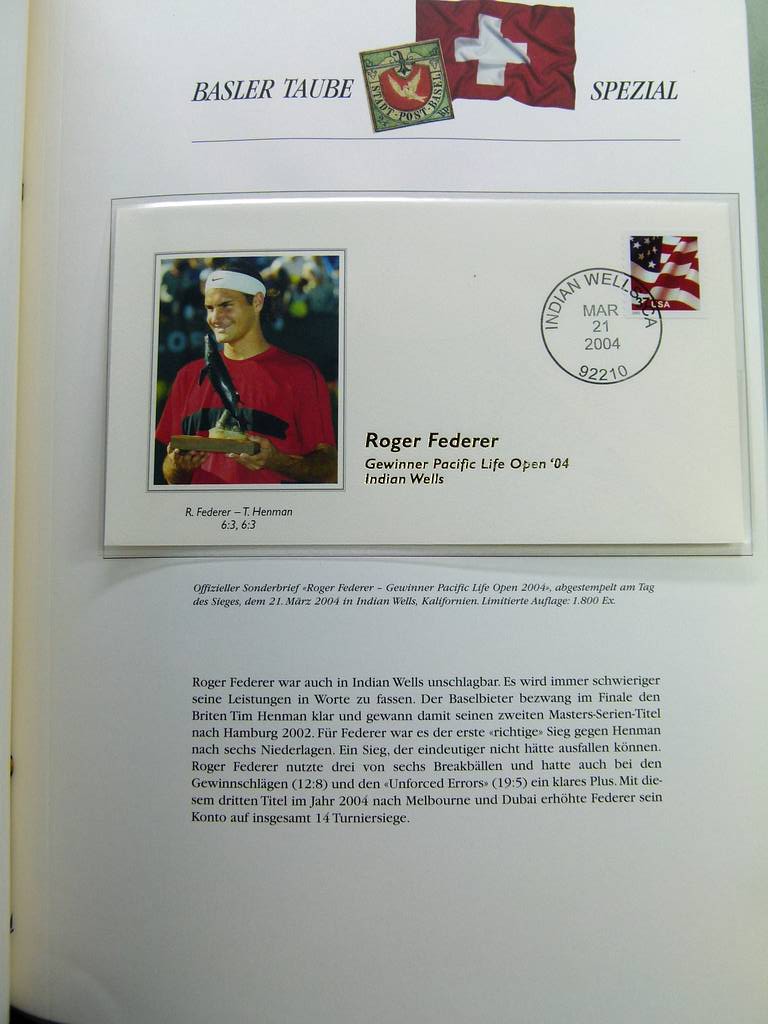 BASLER TAUBE
STADT·POST·BASEL
SPEZIAL
INDIAN WELLS, CA
MAR
21
2004
92210
USA
Roger Federer
Gewinner Pacific Life Open ‘04
Indian Wells
R. Federer – T. Henman
6:3, 6:3
Offizieller Sonderbrief «Roger Federer – Gewinner Pacific Life Open 2004», abgestempelt am Tag
des Sieges, dem 21. März 2004 in Indian Wells, Kalifornien. Limitierte Auflage: 1.800 Ex.
Roger Federer war auch in Indian Wells unschlagbar. Es wird immer schwieriger
seine Leistungen in Worte zu fassen. Der Baselbieter bezwang im Finale den
Briten Tim Henman klar und gewann damit seinen zweiten Masters-Serien-Titel
nach Hamburg 2002. Für Federer war es der erste «richtige» Sieg gegen Henman
nach sechs Niederlagen. Ein Sieg, der eindeutiger nicht hätte ausfallen können.
Roger Federer nutzte drei von sechs Breakbällen und hatte auch bei den
Gewinnschlägen (12:8) und den «Unforced Errors» (19:5) ein klares Plus. Mit die-
sem dritten Titel im Jahr 2004 nach Melbourne und Dubai erhöhte Federer sein
Konto auf insgesamt 14 Turniersiege.